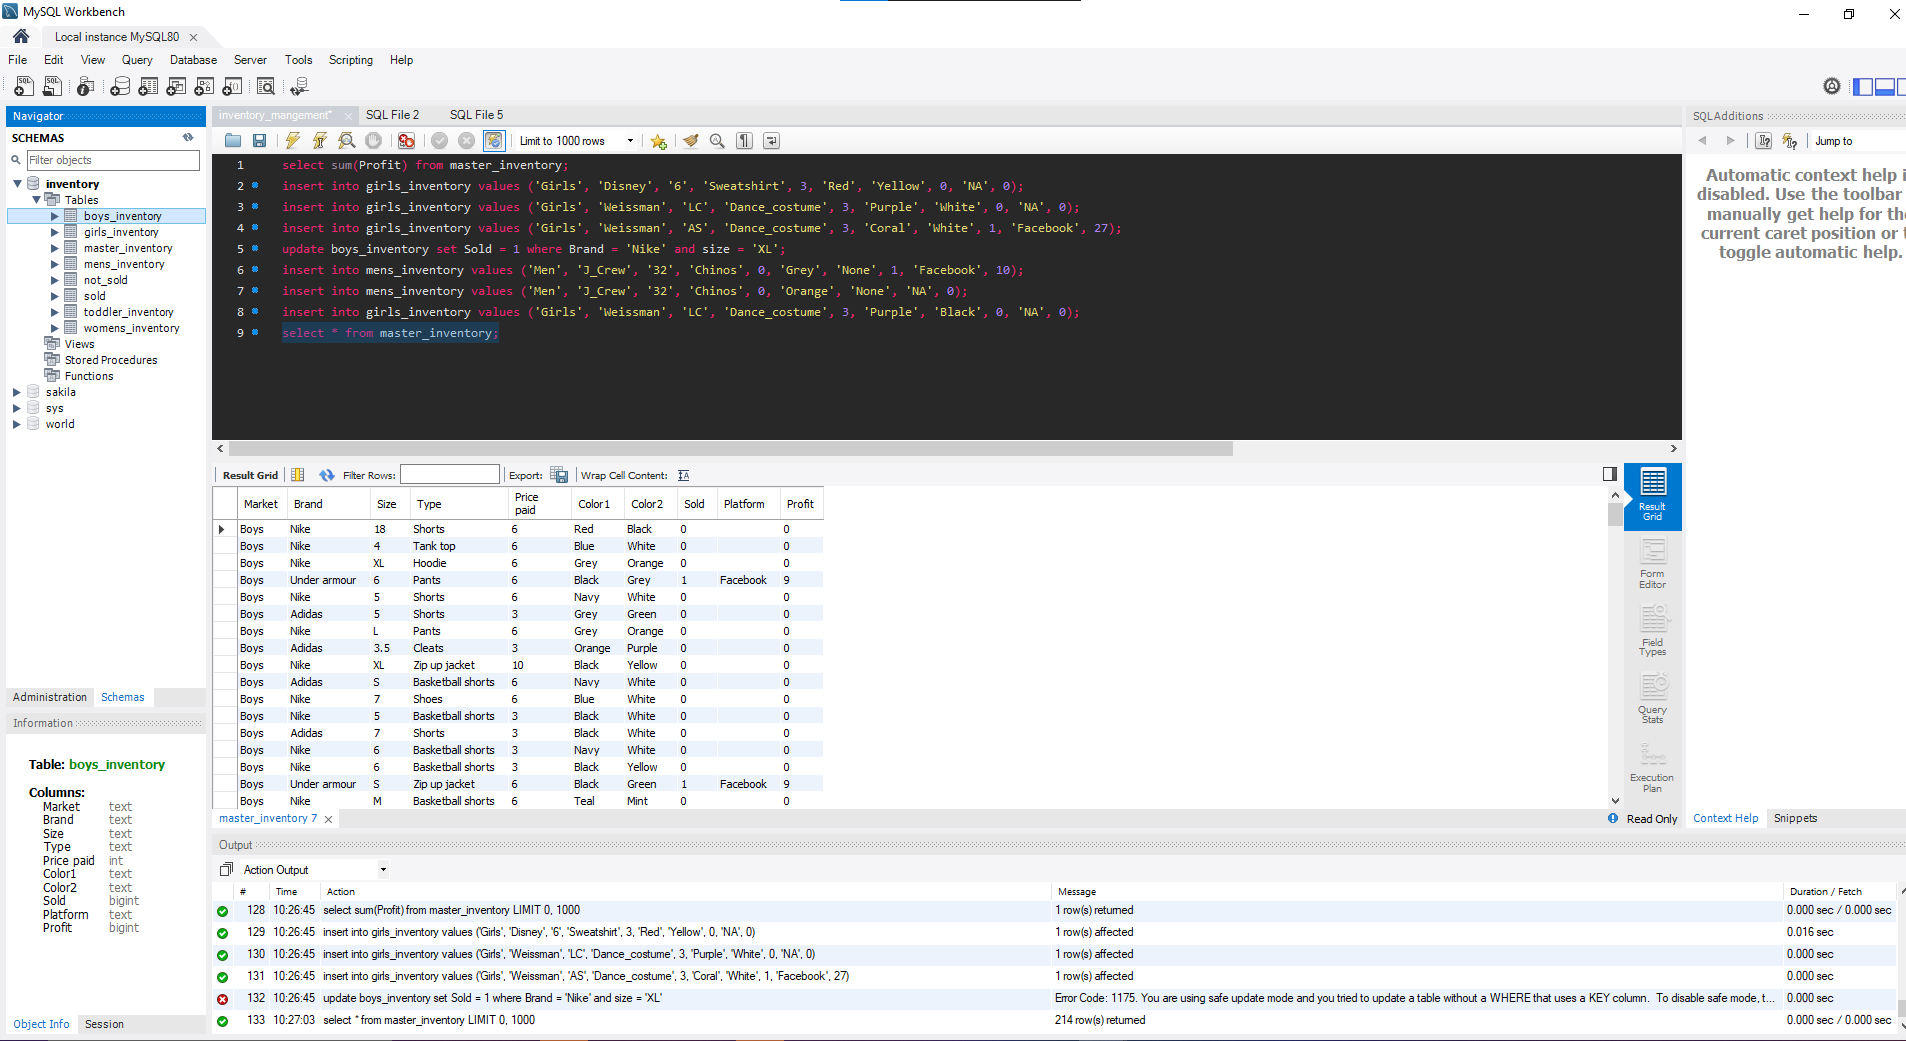 MySQL Workbench
Local instance MySQL80
File Edit View Query Database Server Tools Scripting Help
Navigator
SCHEMAS
Filter objects
inventory
Tables
boys_inventory
girls_inventory
master_inventory
mens_inventory
not_sold
sold
toddler_inventory
womens_inventory
Views
Stored Procedures
Functions
sakila
sys
world
Administration Schemas
Information
Table: boys_inventory
Columns:
Market text
Brand text
Size text
Type text
Price paid int
Color1 text
Color2 text
Sold bigint
Platform text
Profit bigint
Object Info Session
inventory_mangement* SQL File 2 SQL File 5
Limit to 1000 rows
1 select sum(Profit) from master_inventory;
2 insert into girls_inventory values ('Girls', 'Disney', '6', 'Sweatshirt', 3, 'Red', 'Yellow', 0, 'NA', 0);
3 insert into girls_inventory values ('Girls', 'Weissman', 'LC', 'Dance_costume', 3, 'Purple', 'White', 0, 'NA', 0);
4 insert into girls_inventory values ('Girls', 'Weissman', 'AS', 'Dance_costume', 3, 'Coral', 'White', 1, 'Facebook', 27);
5 update boys_inventory set Sold = 1 where Brand = 'Nike' and size = 'XL';
6 insert into mens_inventory values ('Men', 'J_Crew', '32', 'Chinos', 0, 'Grey', 'None', 1, 'Facebook', 10);
7 insert into mens_inventory values ('Men', 'J_Crew', '32', 'Chinos', 0, 'Orange', 'None', 'NA', 0);
8 insert into girls_inventory values ('Girls', 'Weissman', 'LC', 'Dance_costume', 3, 'Purple', 'Black', 0, 'NA', 0);
9 select * from master_inventory;
Result Grid Filter Rows: Export: Wrap Cell Content:
Market Brand Size Type Price paid Color1 Color2 Sold Platform Profit
Boys Nike 18 Shorts 6 Red Black 0 0
Boys Nike 4 Tank top 6 Blue White 0 0
Boys Nike XL Hoodie 6 Grey Orange 0 0
Boys Under armour 6 Pants 6 Black Grey 1 Facebook 9
Boys Nike 5 Shorts 6 Navy White 0 0
Boys Adidas 5 Shorts 3 Grey Green 0 0
Boys Nike L Pants 6 Grey Orange 0 0
Boys Adidas 3.5 Cleats 3 Orange Purple 0 0
Boys Nike XL Zip up jacket 10 Black Yellow 0 0
Boys Adidas S Basketball shorts 6 Navy White 0 0
Boys Nike 7 Shoes 6 Blue White 0 0
Boys Nike 5 Basketball shorts 3 Black White 0 0
Boys Adidas 7 Shorts 3 Black White 0 0
Boys Nike 6 Basketball shorts 3 Navy White 0 0
Boys Nike 6 Basketball shorts 3 Black Yellow 0 0
Boys Under armour S Zip up jacket 6 Black Green 1 Facebook 9
Boys Nike M Basketball shorts 6 Teal Mint 0 0
master_inventory 7
Read Only
Result Grid
Form Editor
Field Types
Query Stats
Execution Plan
SQLAdditions
Jump to
Automatic context help i
disabled. Use the toolbar
manually get help for th
current caret position or t
toggle automatic help.
Context Help Snippets
Output
Action Output
# Time Action Message Duration / Fetch
128 10:26:45 select sum(Profit) from master_inventory LIMIT 0, 1000 1 row(s) returned 0.000 sec / 0.000 sec
129 10:26:45 insert into girls_inventory values ('Girls', 'Disney', '6', 'Sweatshirt', 3, 'Red', 'Yellow', 0, 'NA', 0) 1 row(s) affected 0.016 sec
130 10:26:45 insert into girls_inventory values ('Girls', 'Weissman', 'LC', 'Dance_costume', 3, 'Purple', 'White', 0, 'NA', 0) 1 row(s) affected 0.000 sec
131 10:26:45 insert into girls_inventory values ('Girls', 'Weissman', 'AS', 'Dance_costume', 3, 'Coral', 'White', 1, 'Facebook', 27) 1 row(s) affected 0.000 sec
132 10:26:45 update boys_inventory set Sold = 1 where Brand = 'Nike' and size = 'XL' Error Code: 1175. You are using safe update mode and you tried to update a table without a WHERE that uses a KEY column. To disable safe mode, t... 0.000 sec
133 10:27:03 select * from master_inventory LIMIT 0, 1000 214 row(s) returned 0.000 sec / 0.000 sec